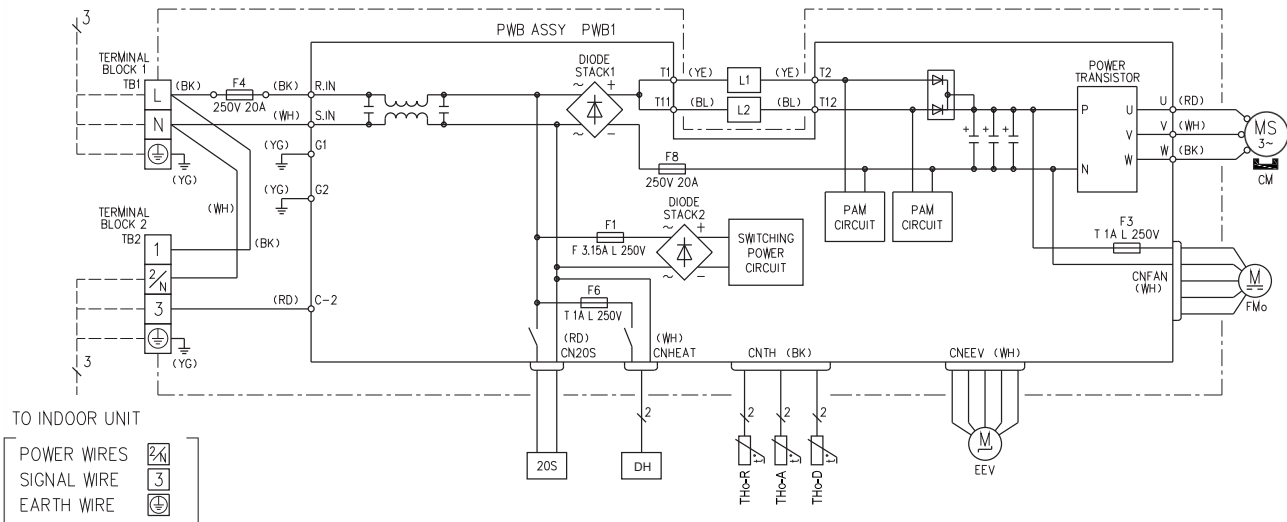 3
PWB ASSY PWB1
TERMINAL
BLOCK 1
TB1
L
N
(BK)
F4
250V 20A
(BK)
R.IN
(WH)
S.IN
(YG)
G1
(YG)
(YG)
G2
DIODE
STACK1
~
+
~
−
T1
(YE)
L1
(YE)
T2
T11
(BL)
L2
(BL)
T12
F8
250V 20A
+
+
+
POWER
TRANSISTOR
P
U
V
N
W
U
(RD)
V
(WH)
W
(BK)
MS
3~
CM
PAM
CIRCUIT
PAM
CIRCUIT
F3
T 1A L 250V
CNFAN
(WH)
M
FMo
TERMINAL
BLOCK 2
TB2
1
2/N
3
(WH)
(BK)
(RD)
C-2
(YG)
3
F1
F 3.15A L 250V
DIODE
STACK2
~
+
~
−
SWITCHING
POWER
CIRCUIT
F6
T 1A L 250V
(RD)
CN20S
(WH)
CNHEAT
CNTH (BK)
CNEEV (WH)
20S
2
DH
2
2
2
t°
t°
t°
THo-R
THo-A
THo-D
M
EEV
TO INDOOR UNIT
POWER WIRES 2/N
SIGNAL WIRE 3
EARTH WIRE